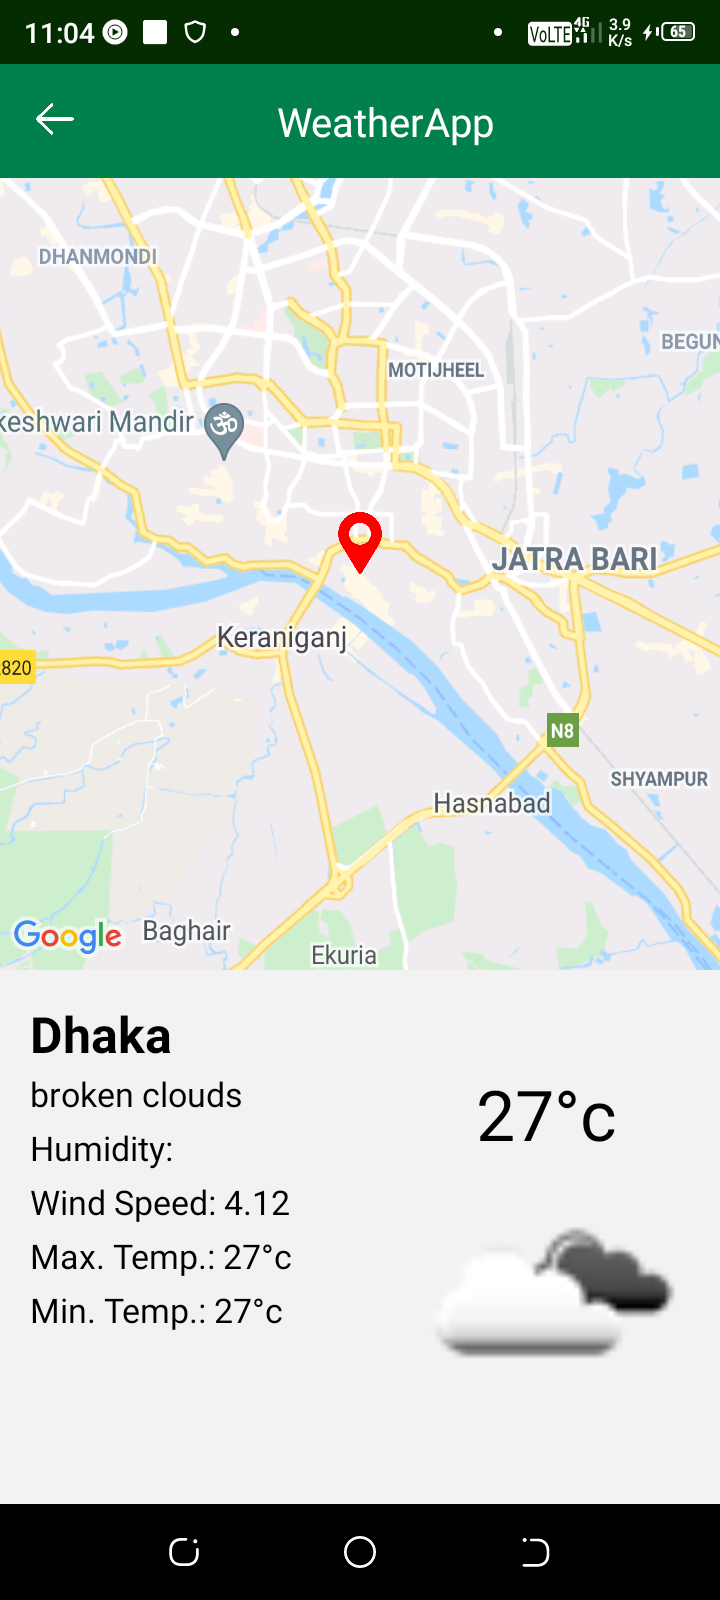 11:04
VoLTE 4G 3.9 K/s 65
WeatherApp
DHANMONDI
BEGUN
MOTIJHEEL
keshwari Mandir
ॐ
JATRA BARI
Keraniganj
820
N8
SHYAMPUR
Hasnabad
Google
Baghair
Ekuria
Dhaka
broken clouds
27°c
Humidity:
Wind Speed: 4.12
Max. Temp.: 27°c
Min. Temp.: 27°c